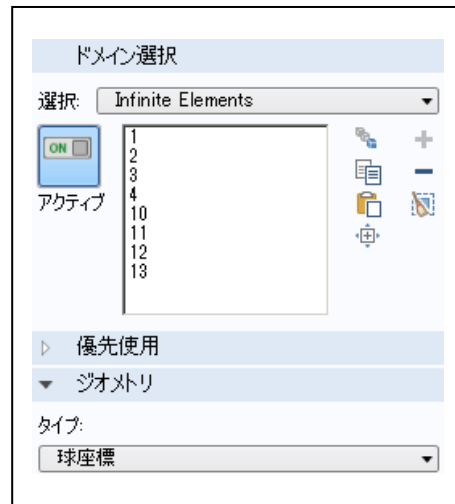 ドメイン選択
選択: Infinite Elements
ON
1
2
3
4
10
11
12
13
アクティブ
優先使用
ジオメトリ
タイプ:
球座標